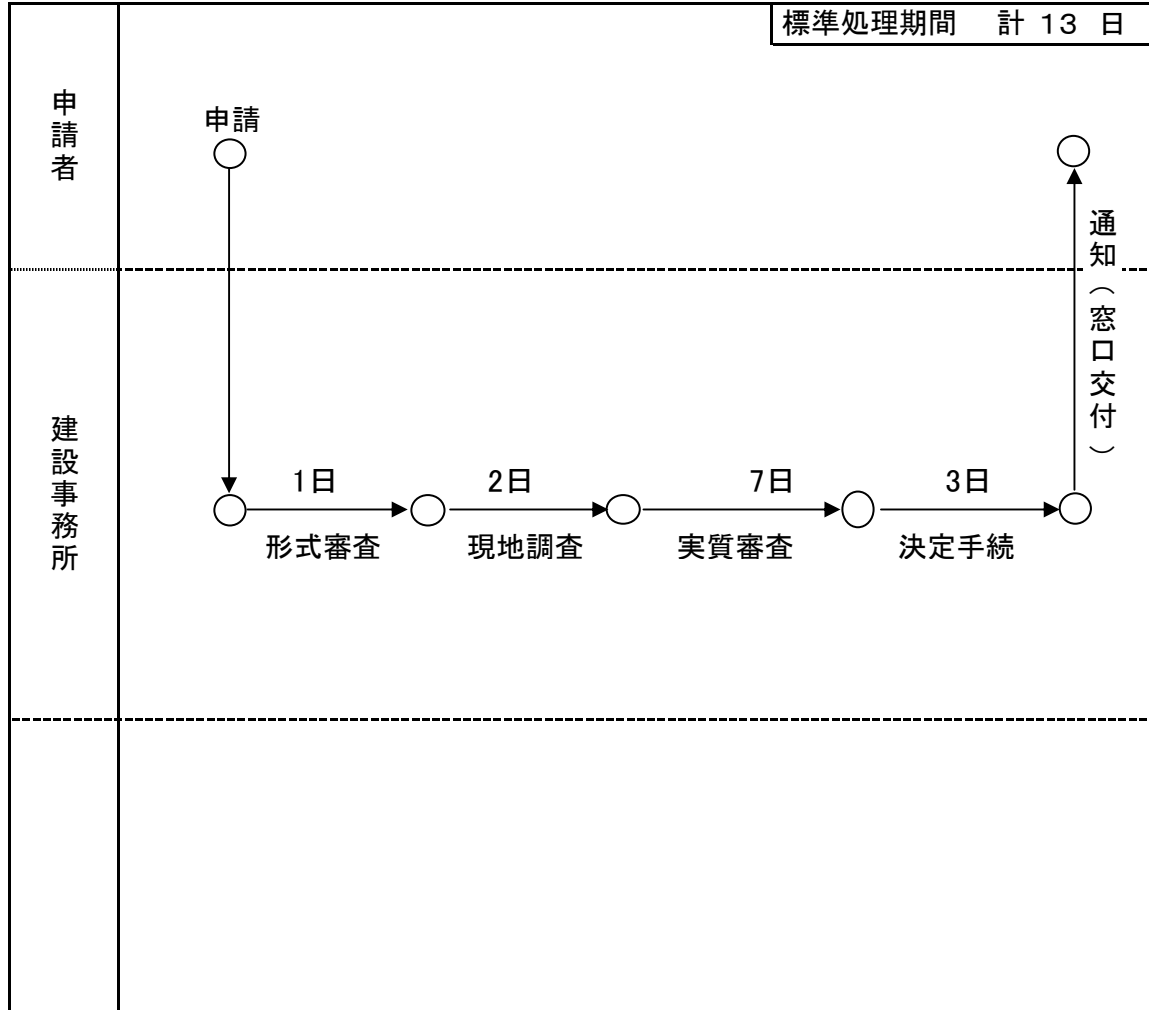 標準処理期間 計 13 日
申請者
申請
通知（窓口交付）
建設事務所
1日
2日
7日
3日
形式審査
現地調査
実質審査
決定手続